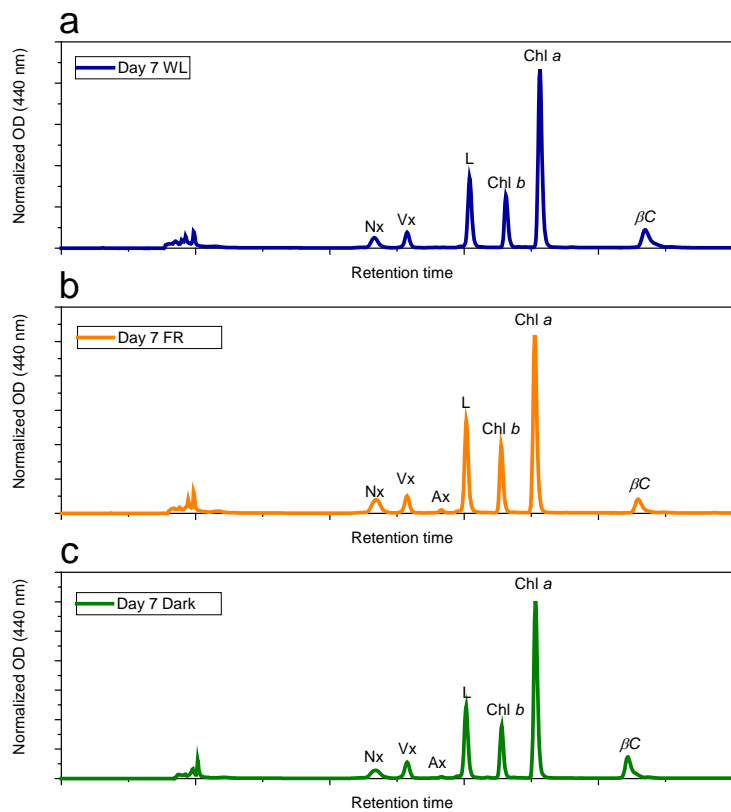 a
Normalized OD (440 nm)
Day 7 WL
Nx
Vx
L
Chl b
Chl a
βC
Retention time
b
Normalized OD (440 nm)
Day 7 FR
Nx
Vx
Ax
L
Chl b
Chl a
βC
Retention time
c
Normalized OD (440 nm)
Day 7 Dark
Nx
Vx
Ax
L
Chl b
Chl a
βC
Retention time